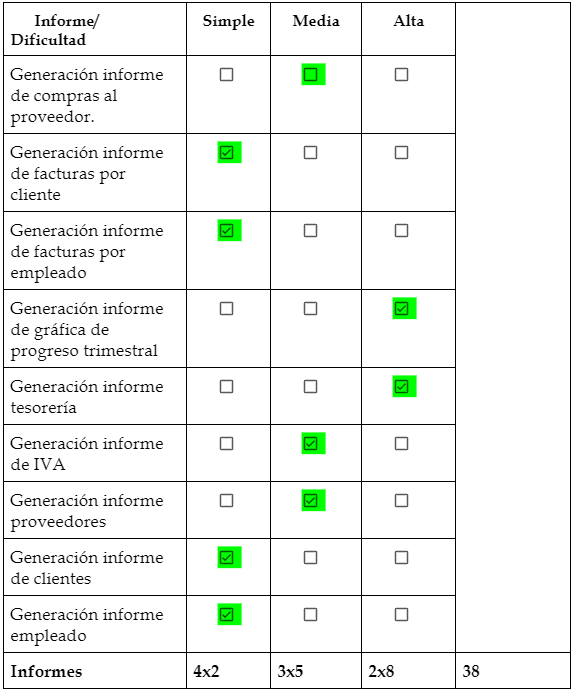 Informe/ Simple Media Alta
Dificultad
Generación informe
de compras al
proveedor.
Generación informe
de facturas por
cliente
Generación informe
de facturas por
empleado
Generación informe
de gráfica de
progreso trimestral
Generación informe
tesorería
Generación informe
de IVA
Generación informe
proveedores
Generación informe
de clientes
Generación informe
empleado
Informes 4x2 3x5 2x8 38